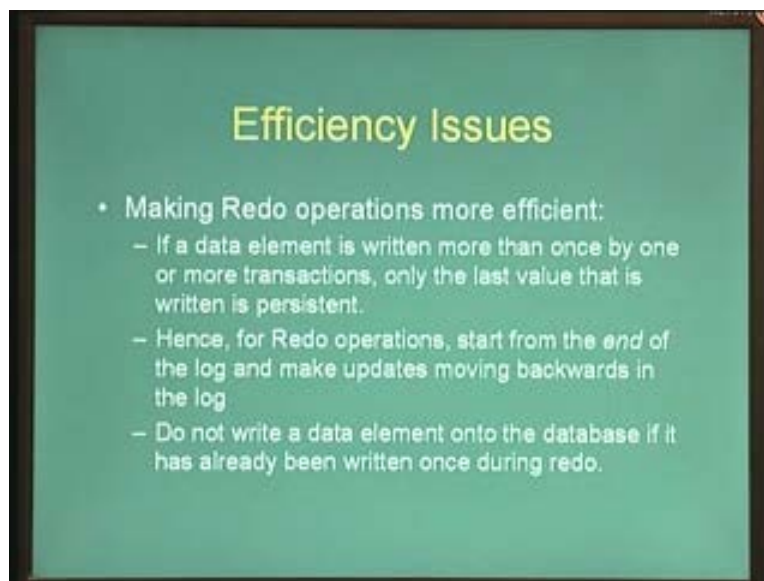 Efficiency Issues
• Making Redo operations more efficient:
– If a data element is written more than once by one
or more transactions, only the last value that is
written is persistent.
– Hence, for Redo operations, start from the end of
the log and make updates moving backwards in
the log
– Do not write a data element onto the database if it
has already been written once during redo.